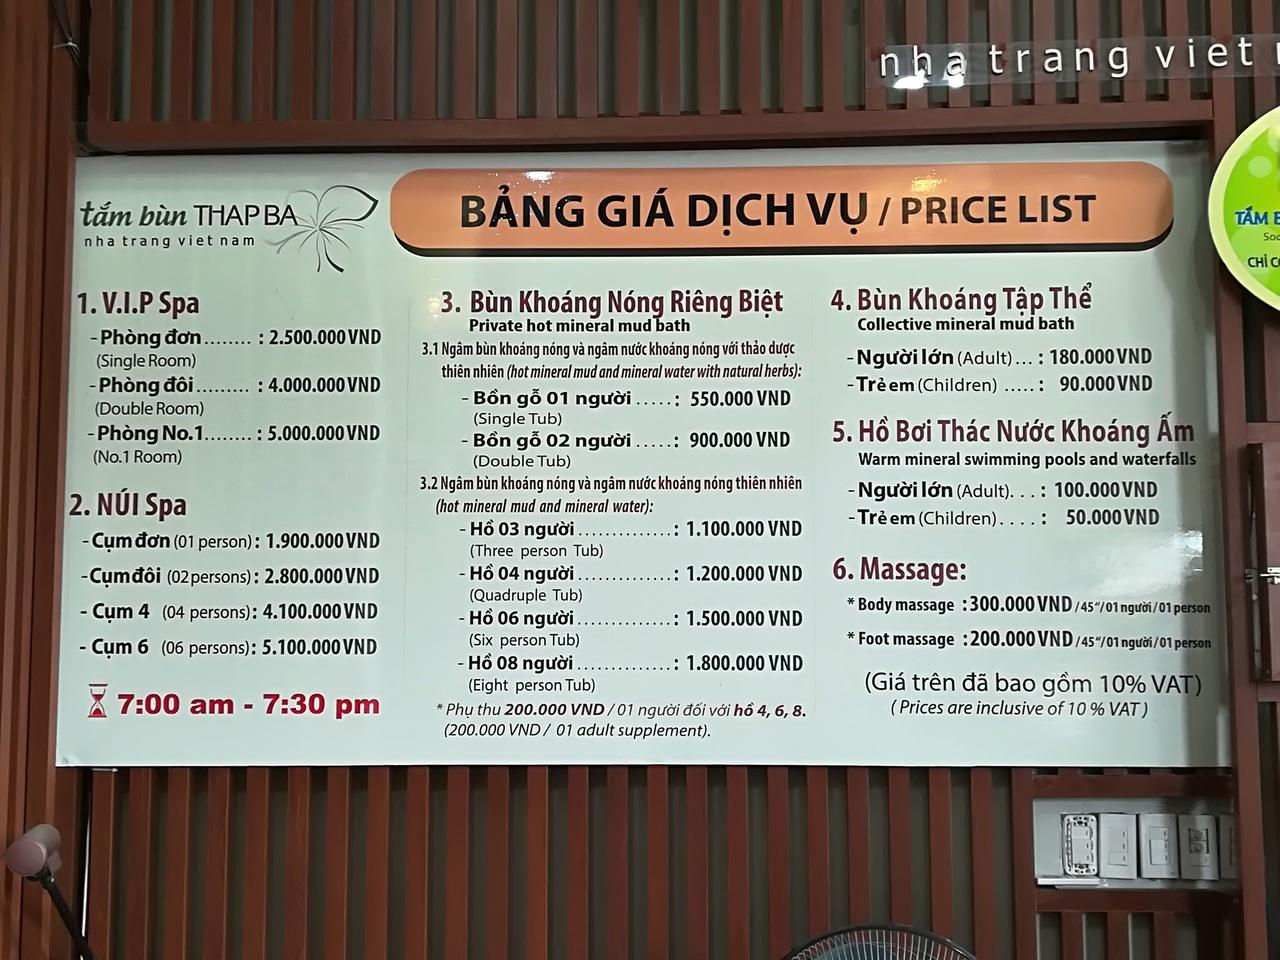 nha trang viet
tắm bùn THAP BA
nha trang viet nam
BẢNG GIÁ DỊCH VỤ / PRICE LIST
1. V.I.P Spa
- Phòng đơn ........ : 2.500.000 VND
(Single Room)
- Phòng đôi ......... : 4.000.000 VND
(Double Room)
- Phòng No.1 ....... : 5.000.000 VND
(No.1 Room)
2. NÚI Spa
- Cụm đơn (01 person) : 1.900.000 VND
- Cụm đôi (02 persons) : 2.800.000 VND
- Cụm 4 (04 persons) : 4.100.000 VND
- Cụm 6 (06 persons) : 5.100.000 VND
7:00 am - 7:30 pm
3. Bùn Khoáng Nóng Riêng Biệt
Private hot mineral mud bath
3.1 Ngâm bùn khoáng nóng và ngâm nước khoáng nóng với thảo dược
thiên nhiên (hot mineral mud and mineral water with natural herbs):
- Bồn gỗ 01 người ..... : 550.000 VND
(Single Tub)
- Bồn gỗ 02 người ..... : 900.000 VND
(Double Tub)
3.2 Ngâm bùn khoáng nóng và ngâm nước khoáng nóng thiên nhiên
(hot mineral mud and mineral water):
- Hồ 03 người .............. : 1.100.000 VND
(Three person Tub)
- Hồ 04 người .............. : 1.200.000 VND
(Quadruple Tub)
- Hồ 06 người .............. : 1.500.000 VND
(Six person Tub)
- Hồ 08 người .............. : 1.800.000 VND
(Eight person Tub)
* Phụ thu 200.000 VND / 01 người đối với hồ 4, 6, 8.
(200.000 VND / 01 adult supplement).
4. Bùn Khoáng Tập Thể
Collective mineral mud bath
- Người lớn (Adult) ... : 180.000 VND
- Trẻ em (Children) ..... : 90.000 VND
5. Hồ Bơi Thác Nước Khoáng Ấm
Warm mineral swimming pools and waterfalls
- Người lớn (Adult). . . : 100.000 VND
- Trẻ em (Children) . . . . : 50.000 VND
6. Massage:
* Body massage : 300.000 VND / 45" / 01 người / 01 person
* Foot massage : 200.000 VND / 45" / 01 người / 01 person
(Giá trên đã bao gồm 10% VAT)
( Prices are inclusive of 10 % VAT )
TẮM
CHỈ